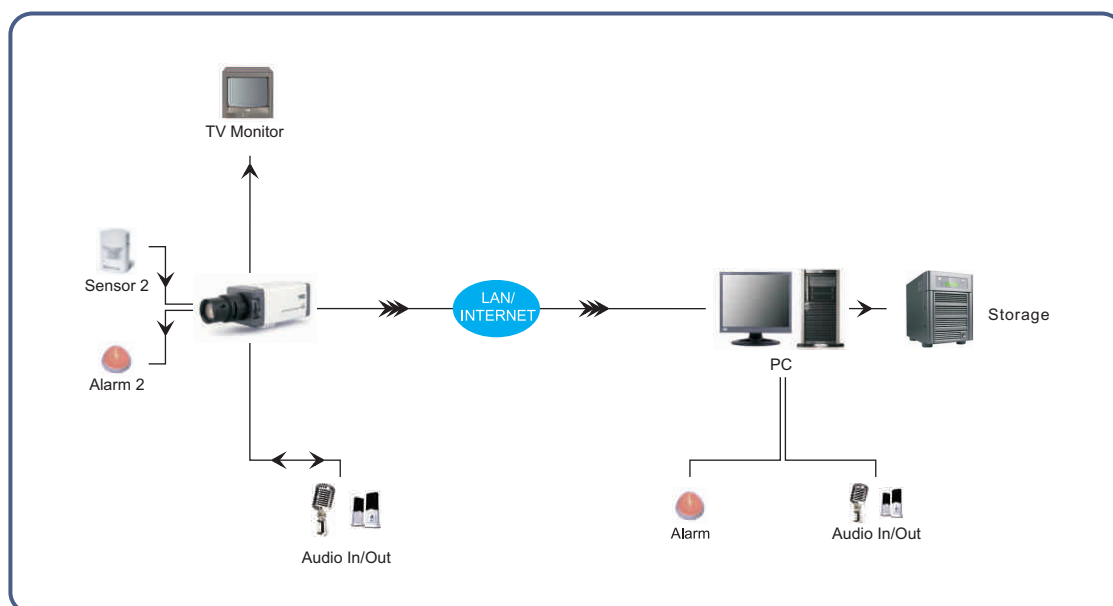 TV Monitor
Sensor 2
Alarm 2
LAN/
INTERNET
PC
Storage
Audio In/Out
Alarm
Audio In/Out